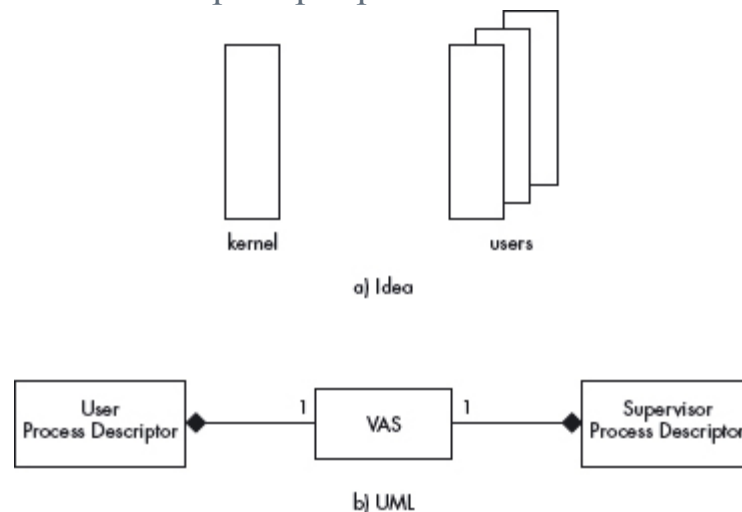 kernel
users
a) Idea
User
Process Descriptor
1
VAS
1
Supervisor
Process Descriptor
b) UML